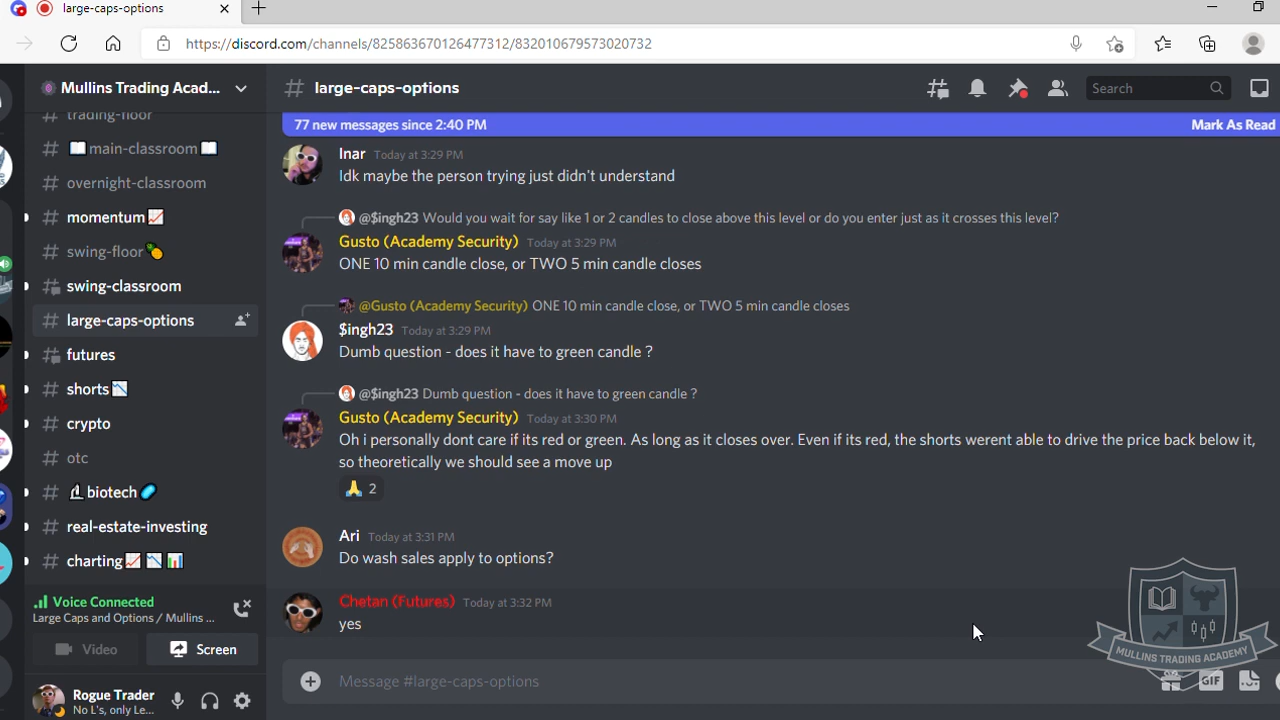 large-caps-options
https://discord.com/channels/825863670126477312/832010679573020732
Mullins Trading Acad...
large-caps-options
Search
trading-floor
main-classroom
overnight-classroom
momentum
swing-floor
swing-classroom
large-caps-options
futures
shorts
crypto
otc
biotech
real-estate-investing
charting
Voice Connected
Large Caps and Options / Mullins ...
Video
Screen
Rogue Trader
No L's, only Le...
77 new messages since 2:40 PM
Mark As Read
Inar Today at 3:29 PM
Idk maybe the person trying just didn't understand
@$ingh23 Would you wait for say like 1 or 2 candles to close above this level or do you enter just as it crosses this level?
Gusto (Academy Security) Today at 3:29 PM
ONE 10 min candle close, or TWO 5 min candle closes
@Gusto (Academy Security) ONE 10 min candle close, or TWO 5 min candle closes
$ingh23 Today at 3:29 PM
Dumb question - does it have to green candle ?
@$ingh23 Dumb question - does it have to green candle ?
Gusto (Academy Security) Today at 3:30 PM
Oh i personally dont care if its red or green. As long as it closes over. Even if its red, the shorts werent able to drive the price back below it,
so theoretically we should see a move up
2
Ari Today at 3:31 PM
Do wash sales apply to options?
Chetan (Futures) Today at 3:32 PM
yes
Message #large-caps-options
GIF
MULLINS TRADING ACADEMY